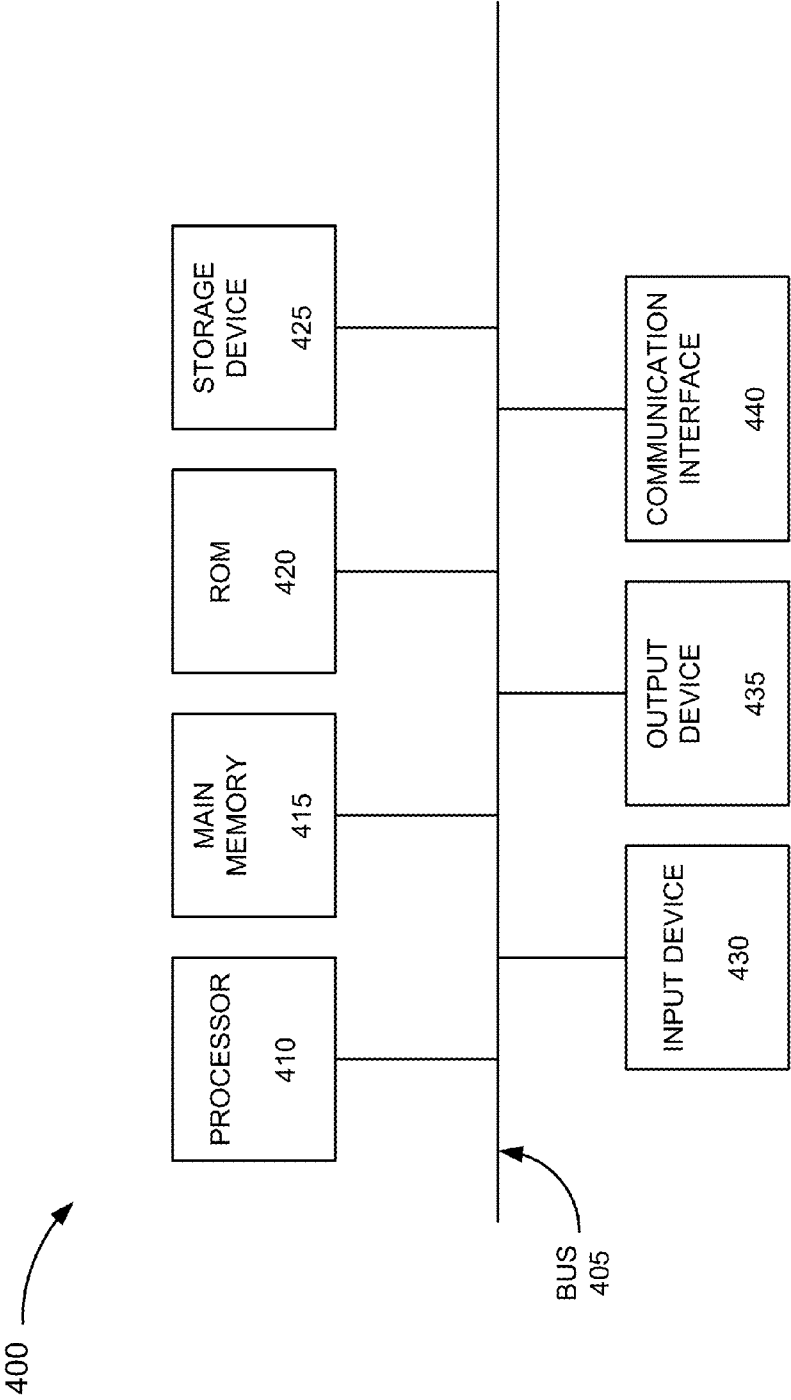 400
PROCESSOR
410
MAIN
MEMORY
415
ROM
420
STORAGE
DEVICE
425
BUS
405
INPUT DEVICE
430
OUTPUT
DEVICE
435
COMMUNICATION
INTERFACE
440